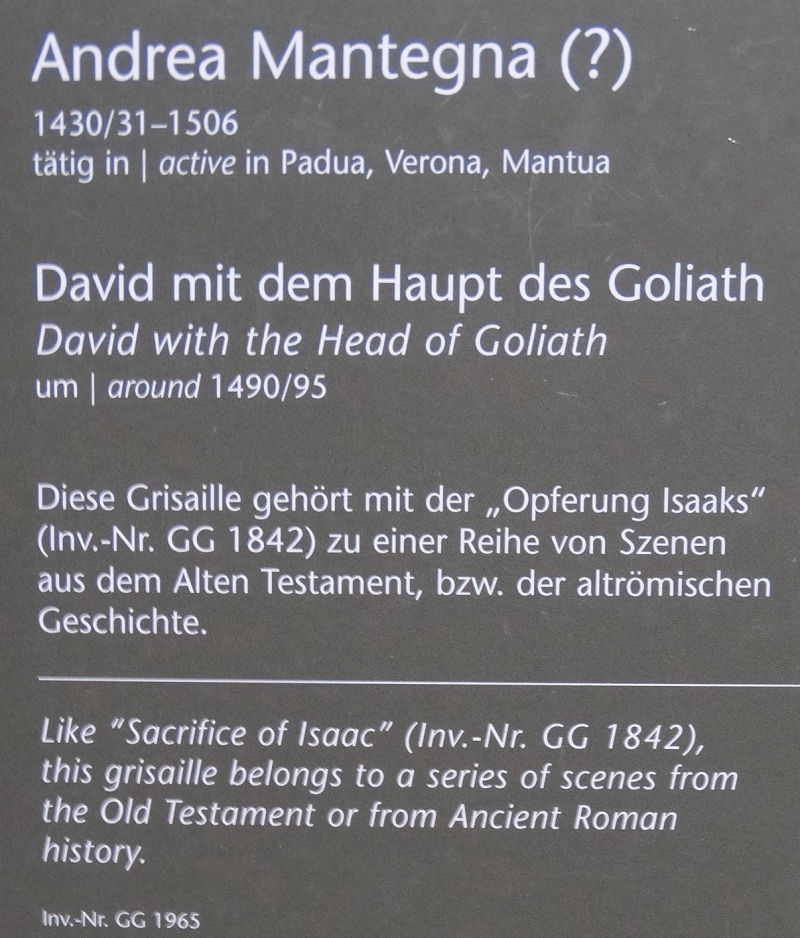 Andrea Mantegna (?)
1430/31–1506
tätig in | active in Padua, Verona, Mantua
David mit dem Haupt des Goliath
David with the Head of Goliath
um | around 1490/95
Diese Grisaille gehört mit der „Opferung Isaaks“
(Inv.-Nr. GG 1842) zu einer Reihe von Szenen
aus dem Alten Testament, bzw. der altrömischen
Geschichte.
Like "Sacrifice of Isaac" (Inv.-Nr. GG 1842),
this grisaille belongs to a series of scenes from
the Old Testament or from Ancient Roman
history.
Inv.-Nr. GG 1965